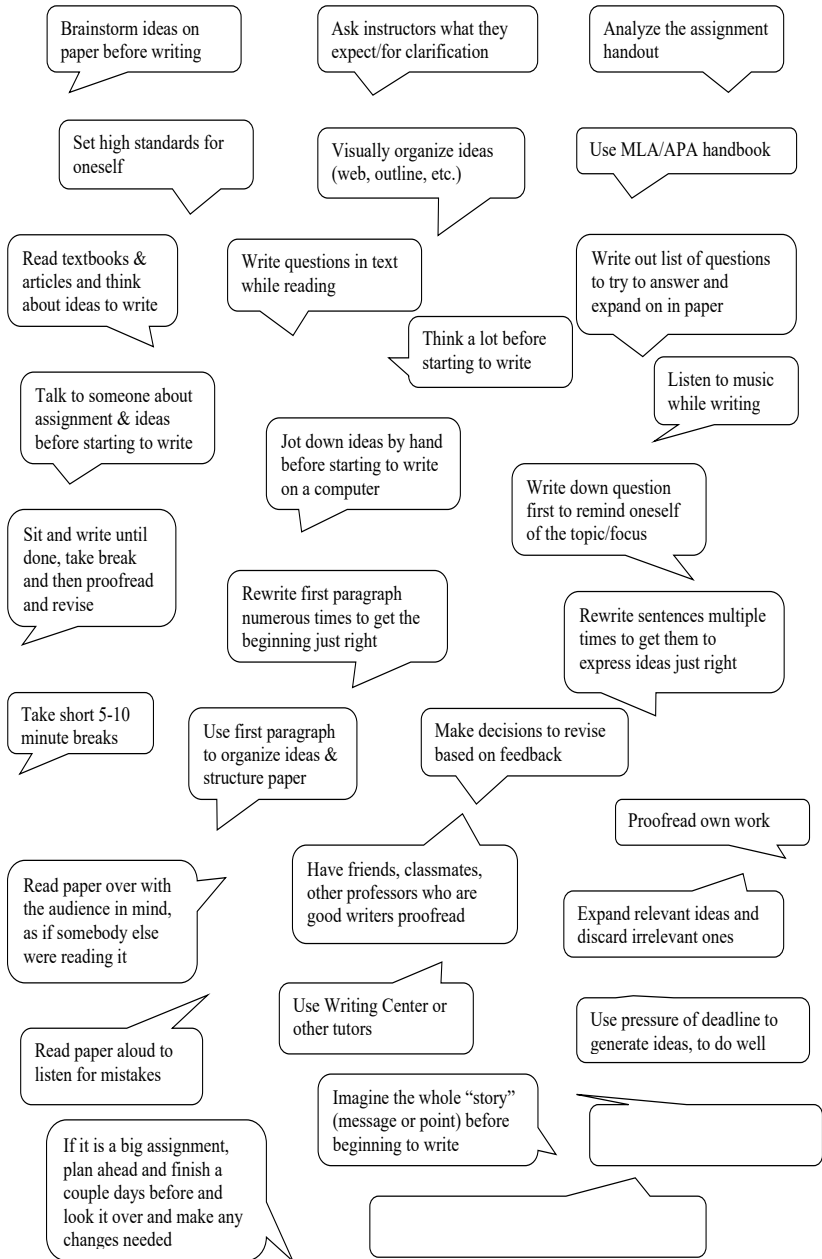 Brainstorm ideas on
paper before writing
Ask instructors what they
expect/for clarification
Analyze the assignment
handout
Set high standards for
oneself
Visually organize ideas
(web, outline, etc.)
Use MLA/APA handbook
Read textbooks &
articles and think
about ideas to write
Write questions in text
while reading
Write out list of questions
to try to answer and
expand on in paper
Think a lot before
starting to write
Listen to music
while writing
Talk to someone about
assignment & ideas
before starting to write
Jot down ideas by hand
before starting to write
on a computer
Write down question
first to remind oneself
of the topic/focus
Sit and write until
done, take break
and then proofread
and revise
Rewrite first paragraph
numerous times to get the
beginning just right
Rewrite sentences multiple
times to get them to
express ideas just right
Take short 5-10
minute breaks
Use first paragraph
to organize ideas &
structure paper
Make decisions to revise
based on feedback
Proofread own work
Read paper over with
the audience in mind,
as if somebody else
were reading it
Have friends, classmates,
other professors who are
good writers proofread
Expand relevant ideas and
discard irrelevant ones
Use Writing Center or
other tutors
Use pressure of deadline to
generate ideas, to do well
Read paper aloud to
listen for mistakes
Imagine the whole “story”
(message or point) before
beginning to write
If it is a big assignment,
plan ahead and finish a
couple days before and
look it over and make any
changes needed